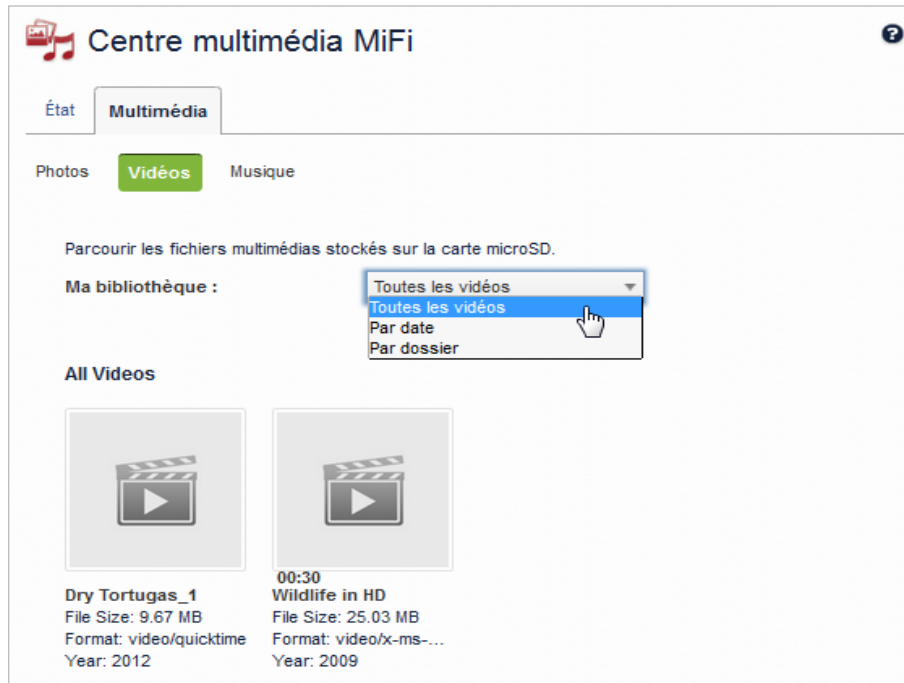 Centre multimédia MiFi
État Multimédia
Photos Vidéos Musique
Parcourir les fichiers multimédias stockés sur la carte microSD.
Ma bibliothèque : Toutes les vidéos
Toutes les vidéos
Par date
Par dossier
All Videos
00:30
Dry Tortugas_1 Wildlife in HD
File Size: 9.67 MB File Size: 25.03 MB
Format: video/quicktime Format: video/x-ms-...
Year: 2012 Year: 2009